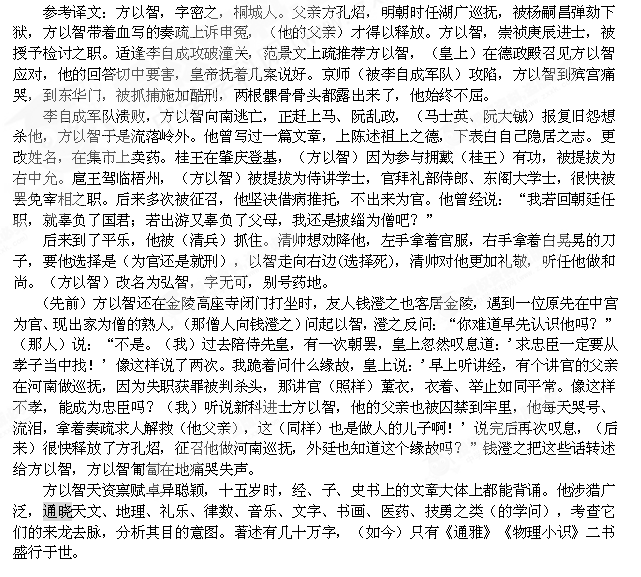 参考译文：方以智，字密之，桐城人。父亲方孔炤，明朝时任湖广巡抚，被杨嗣昌弹劾下
狱，方以智带着血写的奏疏上诉申冤，（他的父亲）才得以释放。方以智，崇祯庚辰进士，被
授予检讨之职。适逢李自成攻破潼关，范景文上疏推荐方以智，（皇上）在德政殿召见方以智
应对，他的回答切中要害，皇帝抚着几案说好。京师（被李自成军队）攻陷，方以智到殡宫痛
哭，到东华门，被抓捕施加酷刑，两根髁骨骨头都露出来了，他始终不屈。
李自成军队溃败，方以智向南逃亡，正赶上马、阮乱政，（马士英、阮大铖）报复旧怨想
杀他，方以智于是流落岭外。他曾写过一篇文章，上陈述祖上之德，下表白自己隐居之志。更
改姓名，在集市上卖药。桂王在肇庆登基，（方以智）因为参与拥戴（桂王）有功，被提拔为
右中允。扈王驾临梧州，（方以智）被提拔为侍讲学士，官拜礼部侍郎、东阁大学士，很快被
罢免宰相之职。后来多次被征召，他坚决借病推托，不出来为官。他曾经说：“我若回朝廷任
职，就辜负了国君；若出游又辜负了父母，我还是披缁为僧吧？”
后来到了平乐，他被（清兵）抓住。清帅想劝降他，左手拿着官服，右手拿着白晃晃的刀
子，要他选择是（为官还是就刑），以智走向右边(选择死)，清帅对他更加礼敬，听任他做和
尚。（方以智）改名为弘智，字无可，别号药地。
（先前）方以智还在金陵高座寺闭门打坐时，友人钱澄之也客居金陵，遇到一位原先在中宫
为官、现出家为僧的熟人，（那僧人向钱澄之）问起以智，澄之反问：“你难道早先认识他吗？”
（那人）说：“不是。（我）过去陪侍先皇，有一次朝罢，皇上忽然叹息道：'求忠臣一定要从
孝子当中找！' 像这样说了两次。我跪着问什么缘故，皇上说：'早上听讲经，有个讲官的父亲
在河南做巡抚，因为失职获罪被判杀头，那讲官（照样）薰衣，衣着、举止如同平常。像这样
不孝，能成为忠臣吗？（我）听说新科进士方以智，他的父亲也被囚禁到牢里，他每天哭号、
流泪，拿着奏疏求人解救（他父亲），这（同样）也是做人的儿子啊！' 说完后再次叹息，（后
来）很快释放了方孔炤，征召他做河南巡抚，外廷也知道这个缘故吗？”钱澄之把这些话转述
给方以智，方以智匍匐在地痛哭失声。
方以智天资禀赋卓异聪颖，十五岁时，经、子、史书上的文章大体上都能背诵。他涉猎广
泛，通晓天文、地理、礼乐、律数、音乐、文字、书画、医药、技勇之类（的学问），考查它
们的来龙去脉，分析其目的意图。著述有几十万字，（如今）只有《通雅》《物理小识》二书
盛行于世。